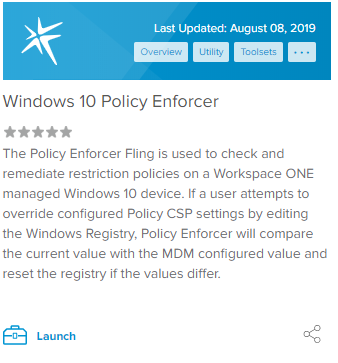 Last Updated: August 08, 2019
Overview Utility Toolsets ...
Windows 10 Policy Enforcer
The Policy Enforcer Fling is used to check and
remediate restriction policies on a Workspace ONE
managed Windows 10 device. If a user attempts to
override configured Policy CSP settings by editing
the Windows Registry, Policy Enforcer will compare
the current value with the MDM configured value and
reset the registry if the values differ.
Launch